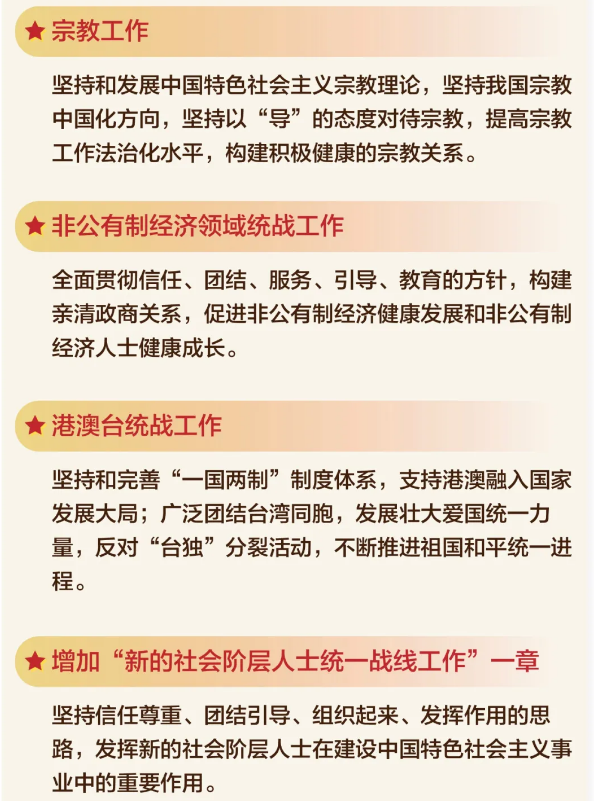 宗教工作
坚持和发展中国特色社会主义宗教理论，坚持我国宗教
中国化方向，坚持以“导”的态度对待宗教，提高宗教
工作法治化水平，构建积极健康的宗教关系。
非公有制经济领域统战工作
全面贯彻信任、团结、服务、引导、教育的方针，构建
亲清政商关系，促进非公有制经济健康发展和非公有制
经济人士健康成长。
港澳台统战工作
坚持和完善“一国两制”制度体系，支持港澳融入国家
发展大局；广泛团结台湾同胞，发展壮大爱国统一力
量，反对“台独”分裂活动，不断推进祖国和平统一进
程。
增加“新的社会阶层人士统一战线工作”一章
坚持信任尊重、团结引导、组织起来、发挥作用的思
路，发挥新的社会阶层人士在建设中国特色社会主义事
业中的重要作用。